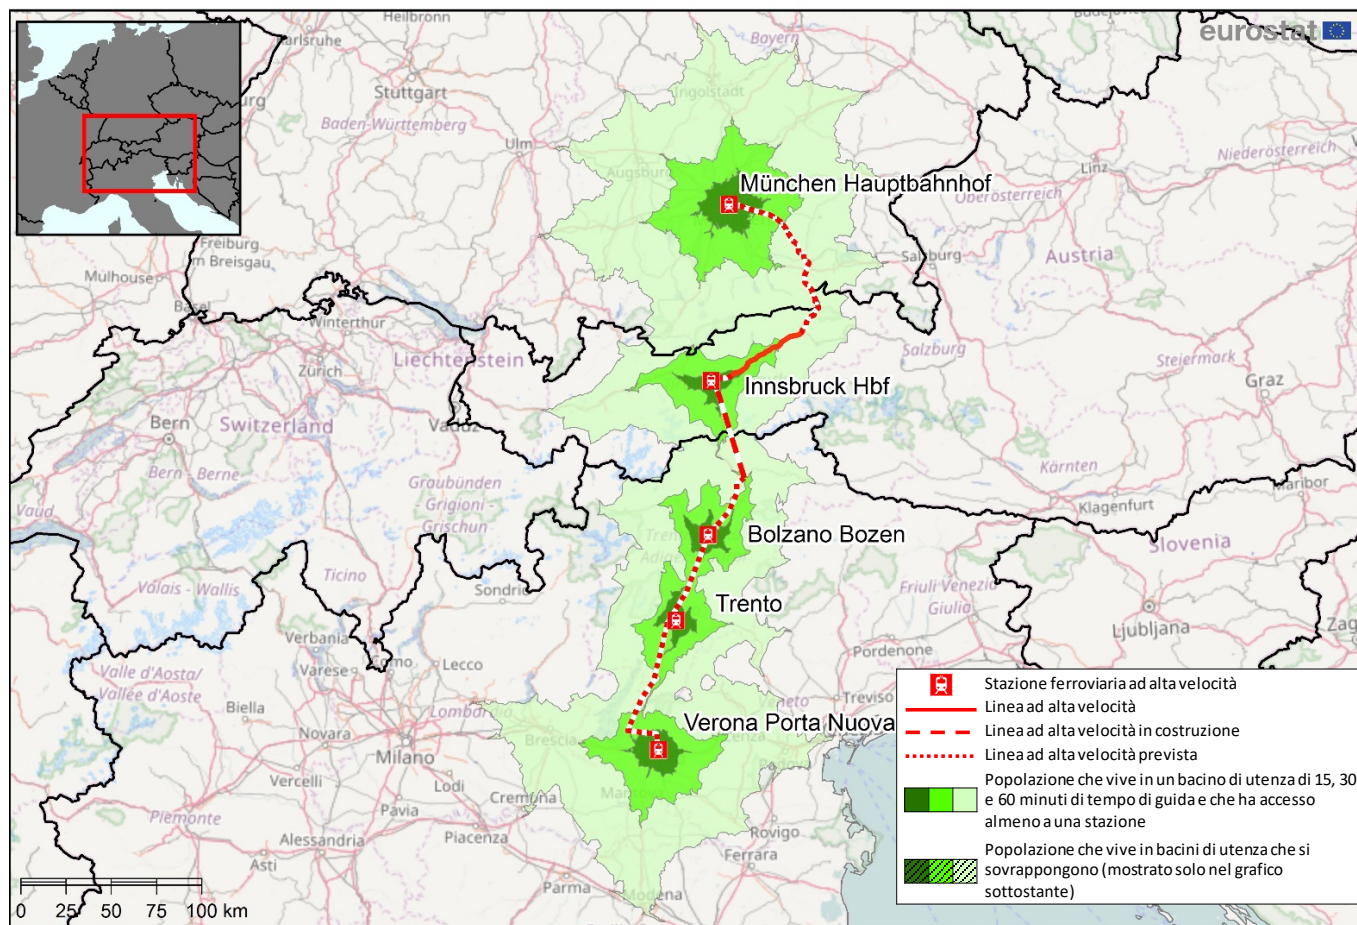 Heilbronn
Karlsruhe
Bayern
eurostat
Stuttgart
Ingolstadt
Baden-Württemberg
Ulm
Augsburg
Linz
Niederösterreich
München Hauptbahnhof
Oberösterreich
Freiburg
im Breisgau
Salzburg
Austria
Mülhouse
Basel
Winterthur
Zürich
Liechtenstein
Salzburg
Steiermark
Graz
Innsbruck Hbf
Bern
Switzerland
Vaduz
Bern - Berne
Graubünden
- Grigioni -
Grischun
Kärnten
Maribor
Klagenfurt
Vaud
Bolzano Bozen
Slovenia
Valais - Wallis
Ticino
Sondrio
Friuli Venezia
Giulia
Trento
Ljubljana
Verbania
Varese
Lecco
Pordenone
Valle d'Aosta/
Vallée d'Aoste
Biella
Lombardia
Treviso
Verona Porta Nuova
Novara
Milano
Brescia
Vercelli
Lodi
Cremona
Mantova
Padova
Pavia
Piemonte
Piacenza
Rovigo
Alessandria
Asti
Ferrara
Parma
Modena
Stazione ferroviaria ad alta velocità
Linea ad alta velocità
Linea ad alta velocità in costruzione
Linea ad alta velocità prevista
Popolazione che vive in un bacino di utenza di 15, 30
e 60 minuti di tempo di guida e che ha accesso
almeno a una stazione
Popolazione che vive in bacini di utenza che si
sovrappongono (mostrato solo nel grafico
sottostante)
0 25 50 75 100 km